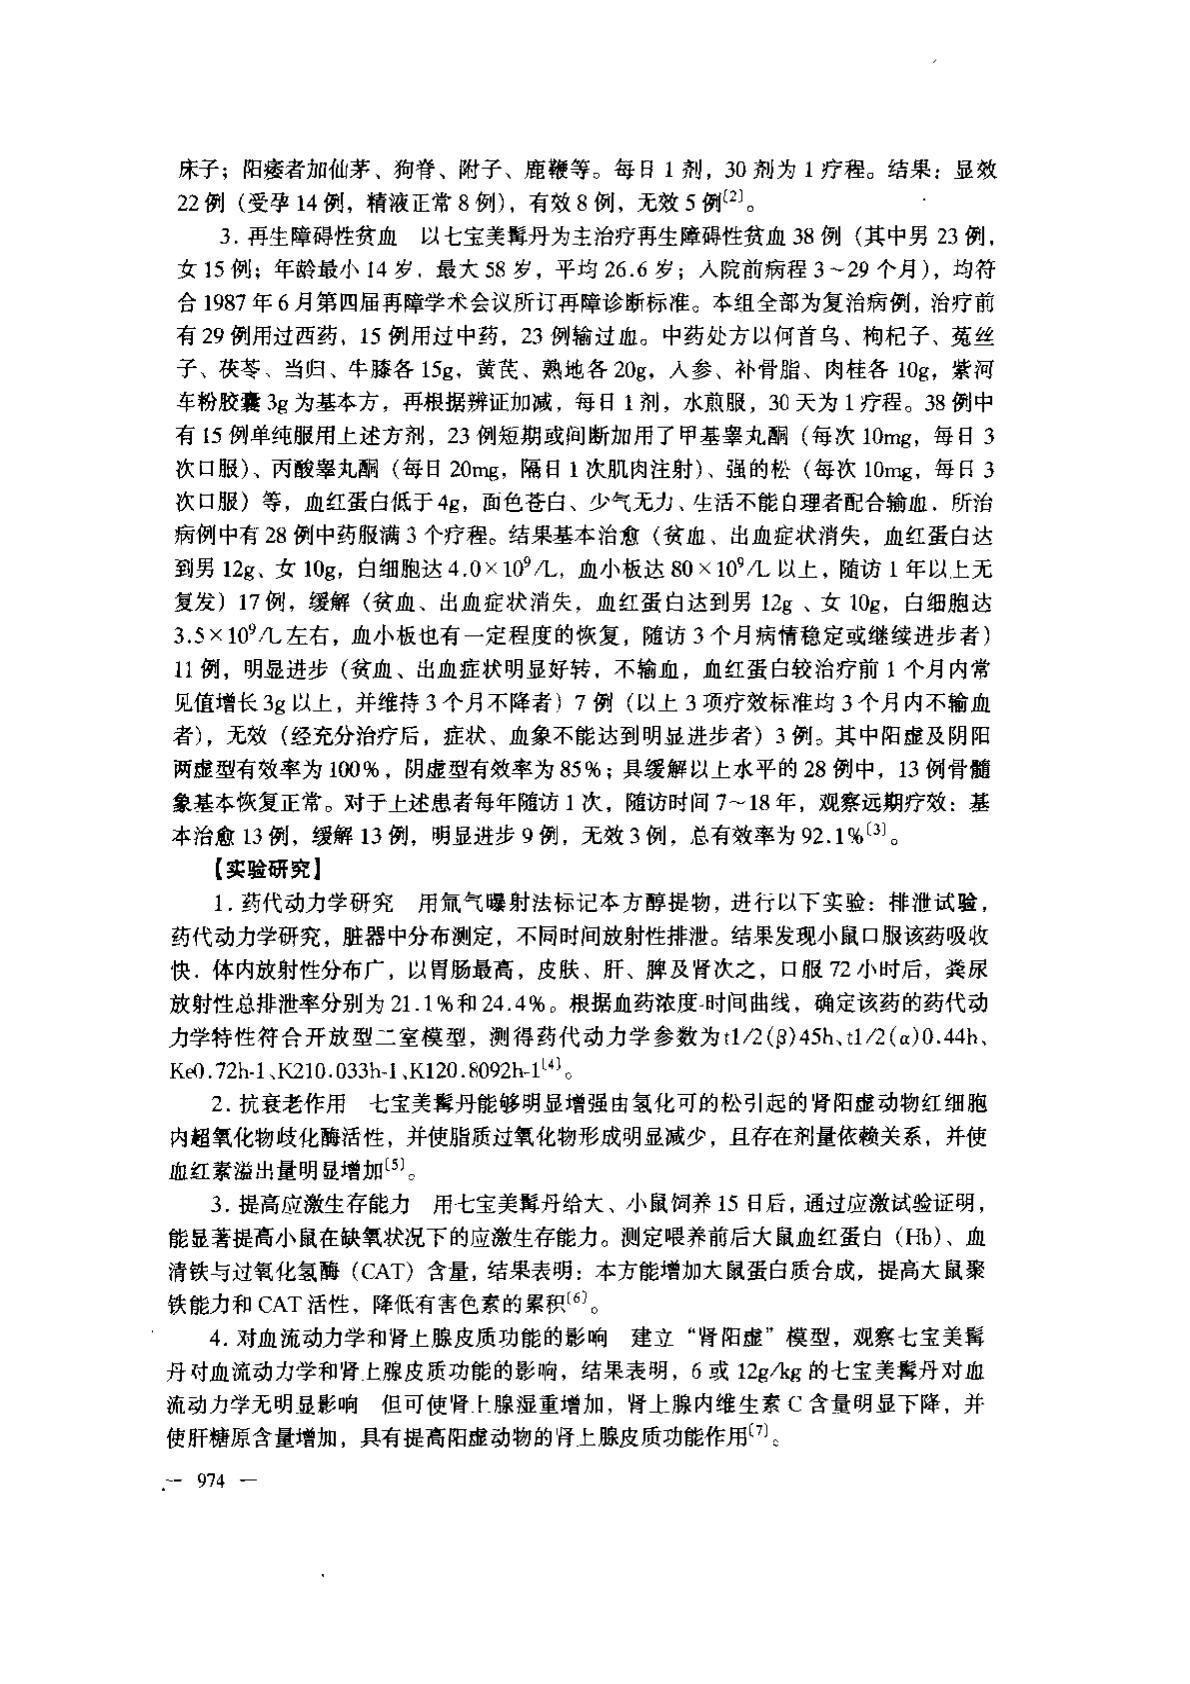 床子；阳痿者加仙茅、狗脊、附子、鹿鞭等。每日 1 剂，30 剂为 1 疗程。结果：显效
22 例（受孕 14 例，精液正常 8 例），有效 8 例，无效 5 例〔2〕。
3. 再生障碍性贫血　以七宝美髯丹为主治疗再生障碍性贫血 38 例（其中男 23 例，
女 15 例；年龄最小 14 岁，最大 58 岁，平均 26.6 岁；入院前病程 3～29 个月），均符
合 1987 年 6 月第四届再障学术会议所订再障诊断标准。本组全部为复治病例，治疗前
有 29 例用过西药，15 例用过中药，23 例输过血。中药处方以何首乌、枸杞子、菟丝
子、茯苓、当归、牛膝各 15g，黄芪、熟地各 20g，人参、补骨脂、肉桂各 10g，紫河
车粉胶囊 3g 为基本方，再根据辨证加减，每日 1 剂，水煎服，30 天为 1 疗程。38 例中
有 15 例单纯服用上述方剂，23 例短期或间断加用了甲基睾丸酮（每次 10mg，每日 3
次口服）、丙酸睾丸酮（每日 20mg，隔日 1 次肌肉注射）、强的松（每次 10mg，每日 3
次口服）等，血红蛋白低于 4g，面色苍白、少气无力、生活不能自理者配合输血．所治
病例中有 28 例中药服满 3 个疗程。结果基本治愈（贫血、出血症状消失，血红蛋白达
到男 12g、女 10g，白细胞达 4.0×10⁹/L，血小板达 80×10⁹/L 以上，随访 1 年以上无
复发）17 例，缓解（贫血、出血症状消失，血红蛋白达到男 12g 、女 10g，白细胞达
3.5×10⁹/L 左右，血小板也有一定程度的恢复，随访 3 个月病情稳定或继续进步者）
11 例，明显进步（贫血、出血症状明显好转，不输血，血红蛋白较治疗前 1 个月内常
见值增长 3g 以上，并维持 3 个月不降者）7 例（以上 3 项疗效标准均 3 个月内不输血
者），无效（经充分治疗后，症状、血象不能达到明显进步者）3 例。其中阳虚及阴阳
两虚型有效率为 100%，阴虚型有效率为 85%；具缓解以上水平的 28 例中，13 例骨髓
象基本恢复正常。对于上述患者每年随访 1 次，随访时间 7～18 年，观察远期疗效：基
本治愈 13 例，缓解 13 例，明显进步 9 例，无效 3 例，总有效率为 92.1%〔3〕。
【实验研究】
1. 药代动力学研究　用氚气曝射法标记本方醇提物，进行以下实验：排泄试验，
药代动力学研究，脏器中分布测定，不同时间放射性排泄。结果发现小鼠口服该药吸收
快．体内放射性分布广，以胃肠最高，皮肤、肝、脾及肾次之，口服 72 小时后，粪尿
放射性总排泄率分别为 21.1%和 24.4%。根据血药浓度-时间曲线，确定该药的药代动
力学特性符合开放型二室模型，测得药代动力学参数为t1/2(β)45h、t1/2(α)0.44h、
Ke0.72h-1、K210.033h-1、K120.8092h-1〔4〕。
2. 抗衰老作用　七宝美髯丹能够明显增强由氢化可的松引起的肾阳虚动物红细胞
内超氧化物歧化酶活性，并使脂质过氧化物形成明显减少，且存在剂量依赖关系，并使
血红素溢出量明显增加〔5〕。
3. 提高应激生存能力　用七宝美髯丹给大、小鼠饲养 15 日后，通过应激试验证明，
能显著提高小鼠在缺氧状况下的应激生存能力。测定喂养前后大鼠血红蛋白（Hb）、血
清铁与过氧化氢酶（CAT）含量，结果表明：本方能增加大鼠蛋白质合成，提高大鼠聚
铁能力和 CAT 活性，降低有害色素的累积〔6〕。
4. 对血流动力学和肾上腺皮质功能的影响　建立“肾阳虚”模型，观察七宝美髯
丹对血流动力学和肾上腺皮质功能的影响，结果表明，6 或 12g/kg 的七宝美髯丹对血
流动力学无明显影响　但可使肾上腺湿重增加，肾上腺内维生素 C 含量明显下降，并
使肝糖原含量增加，具有提高阳虚动物的肾上腺皮质功能作用〔7〕。
— 974 —